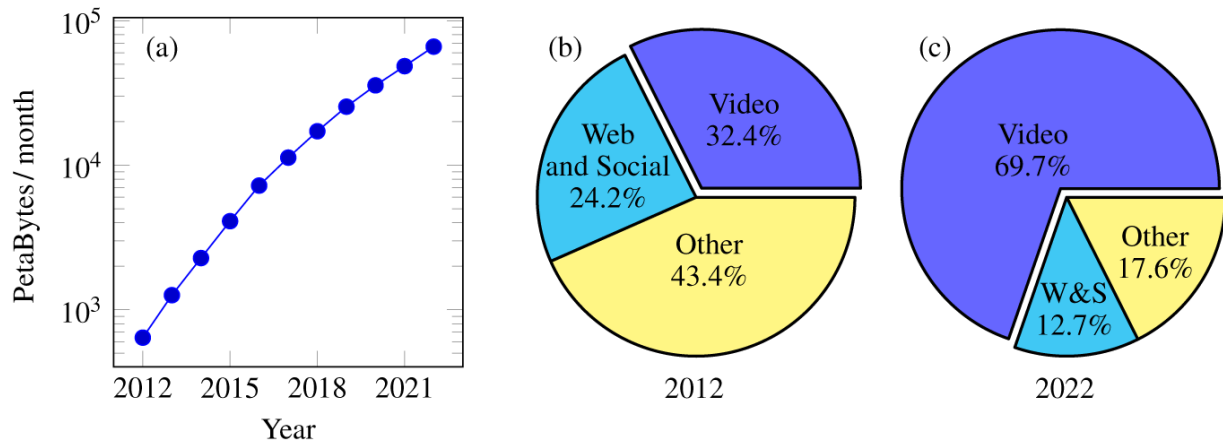 (a)
PetaBytes / month
10^5
10^4
10^3
2012 2015 2018 2021
Year
(b)
Video
32.4%
Web
and Social
24.2%
Other
43.4%
2012
(c)
Video
69.7%
Other
17.6%
W&S
12.7%
2022